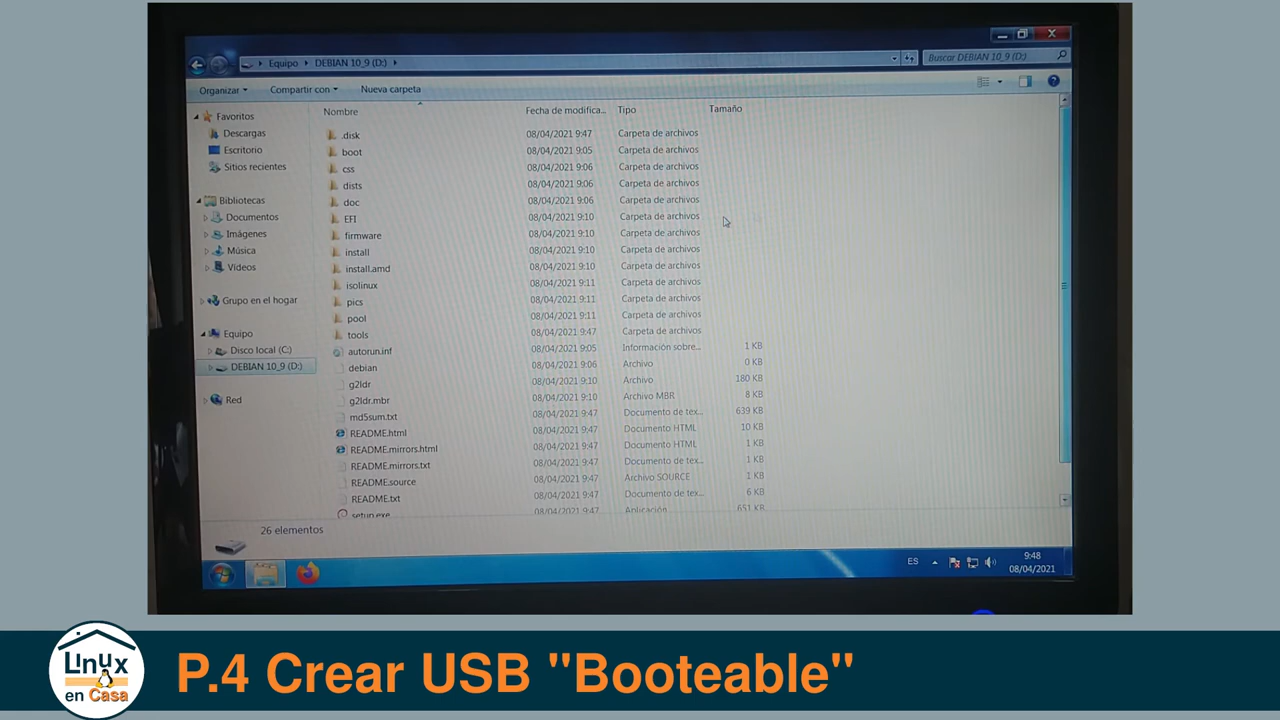 Equipo DEBIAN 10_9 (D:)
Buscar DEBIAN 10_9 (D:)
Organizar Compartir con Nueva carpeta
Nombre Fecha de modifica... Tipo Tamaño
Favoritos
Descargas
Escritorio
Sitios recientes
Bibliotecas
Documentos
Imágenes
Música
Vídeos
Grupo en el hogar
Equipo
Disco local (C:)
DEBIAN 10_9 (D:)
Red
.disk 08/04/2021 9:47 Carpeta de archivos
boot 08/04/2021 9:05 Carpeta de archivos
css 08/04/2021 9:06 Carpeta de archivos
dists 08/04/2021 9:06 Carpeta de archivos
doc 08/04/2021 9:06 Carpeta de archivos
EFI 08/04/2021 9:10 Carpeta de archivos
firmware 08/04/2021 9:10 Carpeta de archivos
install 08/04/2021 9:10 Carpeta de archivos
install.amd 08/04/2021 9:10 Carpeta de archivos
isolinux 08/04/2021 9:11 Carpeta de archivos
pics 08/04/2021 9:11 Carpeta de archivos
pool 08/04/2021 9:11 Carpeta de archivos
tools 08/04/2021 9:47 Carpeta de archivos
autorun.inf 08/04/2021 9:05 Información sobre... 1 KB
debian 08/04/2021 9:06 Archivo 0 KB
g2ldr 08/04/2021 9:10 Archivo 180 KB
g2ldr.mbr 08/04/2021 9:10 Archivo MBR 8 KB
md5sum.txt 08/04/2021 9:47 Documento de tex... 639 KB
README.html 08/04/2021 9:47 Documento HTML 10 KB
README.mirrors.html 08/04/2021 9:47 Documento HTML 1 KB
README.mirrors.txt 08/04/2021 9:47 Documento de tex... 1 KB
README.source 08/04/2021 9:47 Archivo SOURCE 1 KB
README.txt 08/04/2021 9:47 Documento de tex... 6 KB
setup.exe 08/04/2021 9:47 Aplicación 651 KB
26 elementos
ES
9:48
08/04/2021
Linux
en Casa
P.4 Crear USB "Booteable"